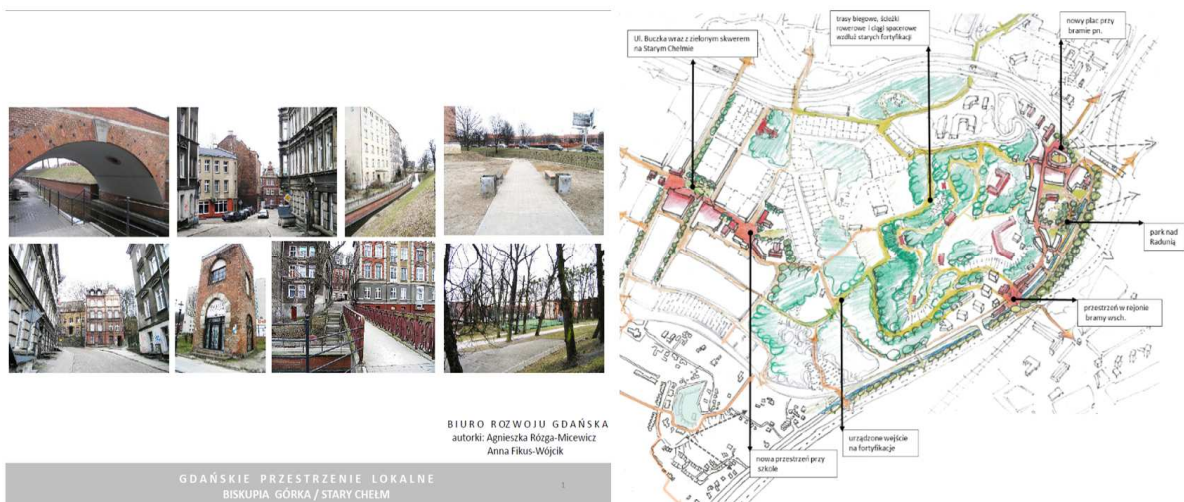 BIURO ROZWOJU GDAŃSKA
autorki: Agnieszka Rózga-Micewicz
Anna Fikus-Wójcik
GDAŃSKIE PRZESTRZENIE LOKALNE
BISKUPIA GÓRKA / STARY CHEŁM
1
Ul. Buczka wraz z zielonym skwerem
na Starym Chełmie
trasy biegowe, ścieżki
rowerowe i ciągi spacerowe
wzdłuż starych fortyfikacji
nowy plac przy
bramie pn.
park nad
Radunią
przestrzeń w rejonie
bramy wsch.
urządzone wejście
na fortyfikacje
nowa przestrzeń przy
szkole